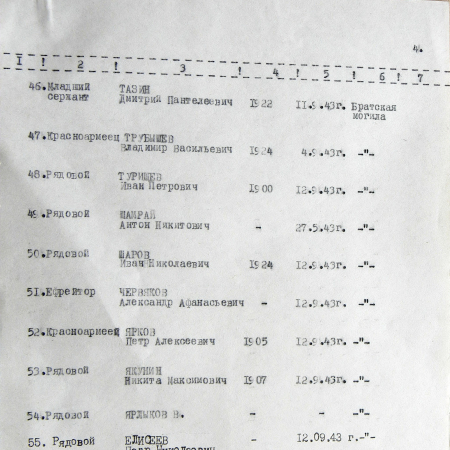 4.
1 ! 2 ! 3 ! 4 ! 5 ! 6 ! 7
46. Младший ТАЗИН
сержант Дмитрий Пантелеевич 1922 11.9.43г. Братская
могила
47. Красноармеец ТРУБЫШЕВ
Владимир Васильевич 1924 4.9.43г. -"-
48. Рядовой ТУРИЩЕВ
Иван Петрович 1900 12.9.43г. -"-
49. Рядовой ШАМРАЙ
Антон Никитович - 27.5.43г. -"-
50. Рядовой ШАРОВ
Иван Николаевич 1924 12.9.43г. -"-
51. Ефрейтор ЧЕРВЯКОВ
Александр Афанасьевич - 12.9.43г. -"-
52. Красноармеец ЯРКОВ
Петр Алексеевич 1905 12.9.43г. -"-
53. Рядовой ЯКУНИН
Никита Максимович 1907 12.9.43г. -"-
54. Рядовой ЯРЛЫКОВ В. - - -"-
55. Рядовой ЕЛИСЕЕВ - 12.09.43 г. -"-